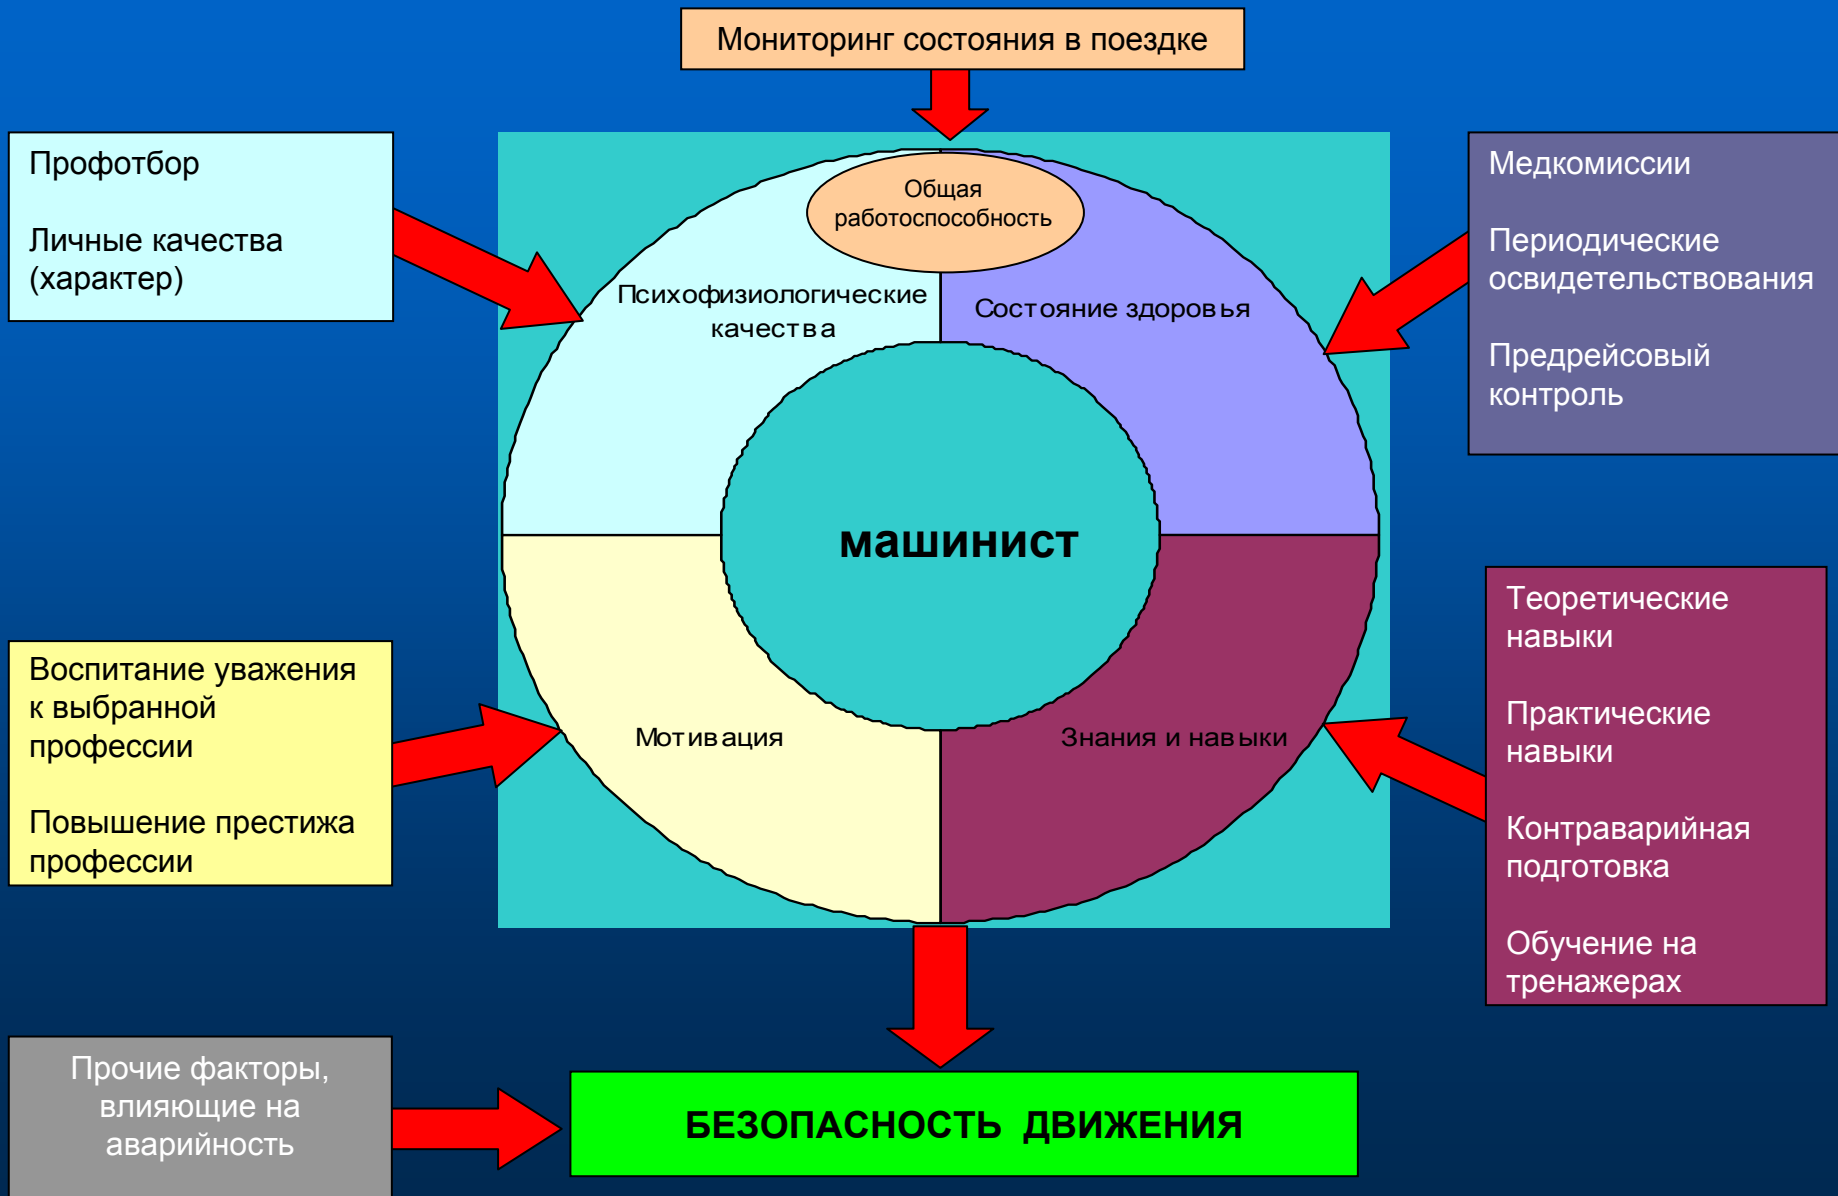 Мониторинг состояния в поездке
Профотбор
Личные качества
(характер)
Общая
работоспособность
Психофизиологические
качества
Состояние здоровья
Медкомиссии
Периодические
освидетельствования
Предрейсовый
контроль
машинист
Воспитание уважения
к выбранной
профессии
Повышение престижа
профессии
Мотивация
Знания и навыки
Теоретические
навыки
Практические
навыки
Контраварийная
подготовка
Обучение на
тренажерах
Прочие факторы,
влияющие на
аварийность
БЕЗОПАСНОСТЬ ДВИЖЕНИЯ